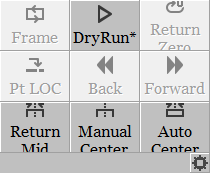 Frame DryRun* Return
Zero
Pt LOC Back Forward
Return Manual Auto
Mid Center Center